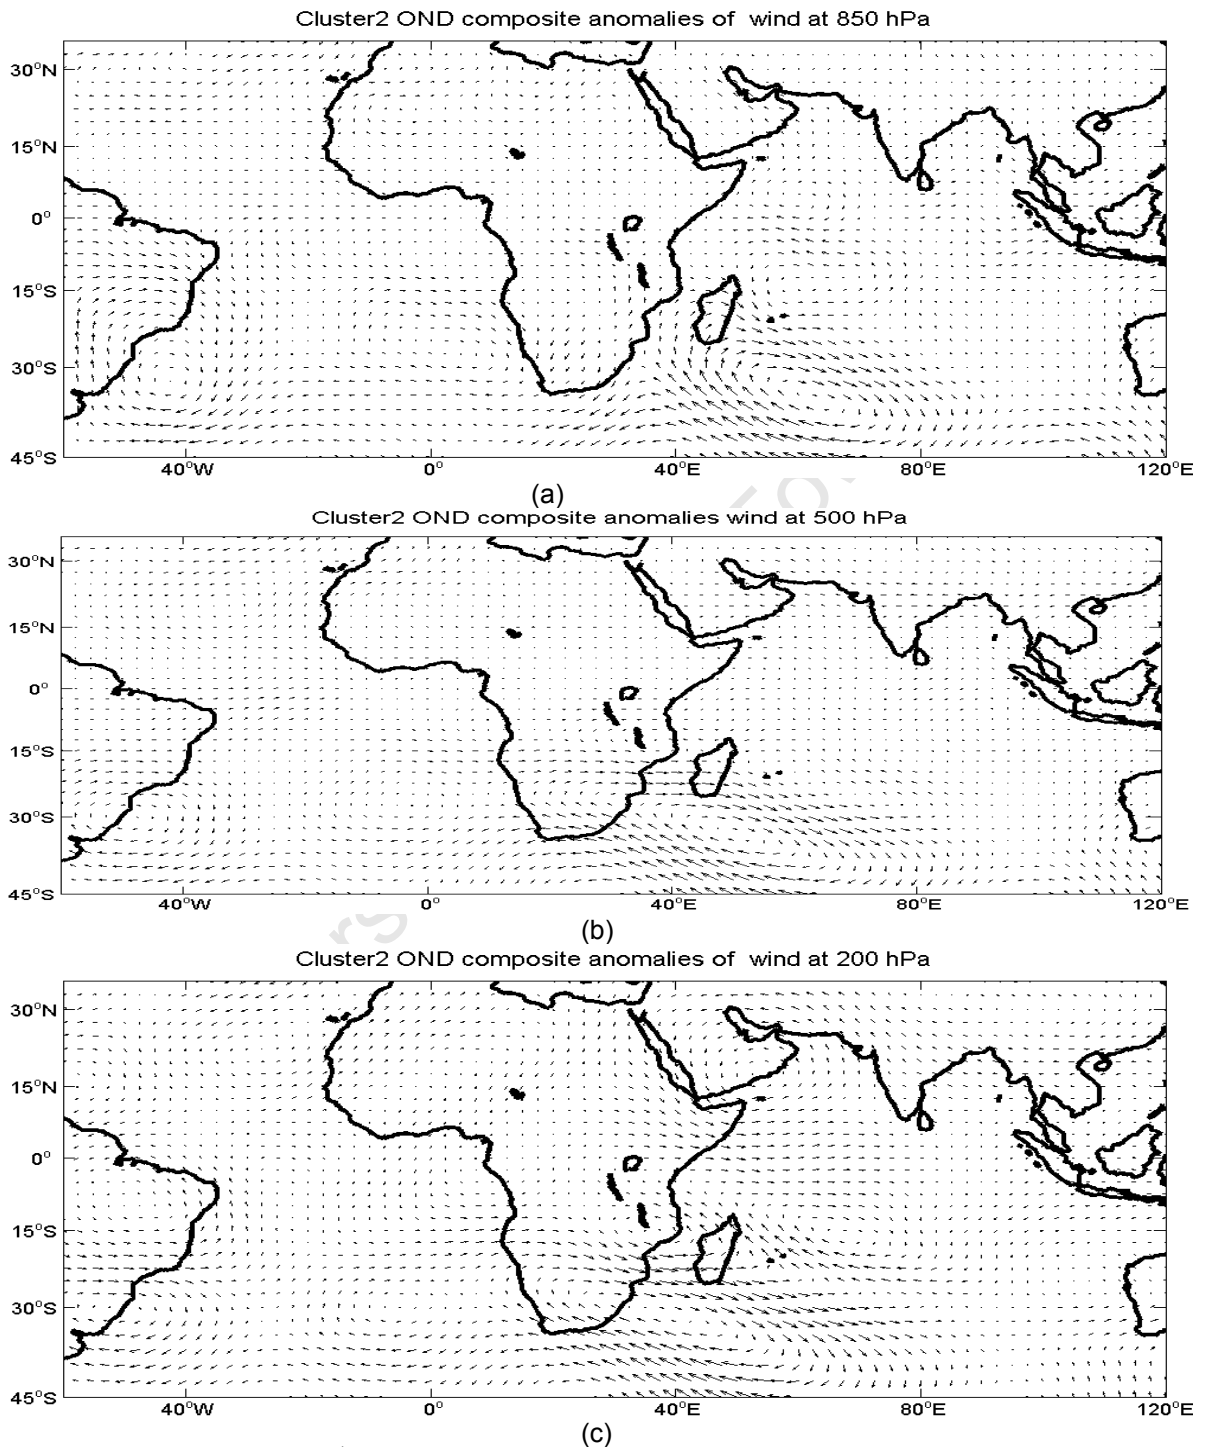 Cluster2 OND composite anomalies of wind at 850 hPa
30°N
15°N
0°
15°S
30°S
45°S
40°W 0° 40°E 80°E 120°E
(a)
Cluster2 OND composite anomalies wind at 500 hPa
30°N
15°N
0°
15°S
30°S
45°S
40°W 0° 40°E 80°E 120°E
(b)
Cluster2 OND composite anomalies of wind at 200 hPa
30°N
15°N
0°
15°S
30°S
45°S
40°W 0° 40°E 80°E 120°E
(c)